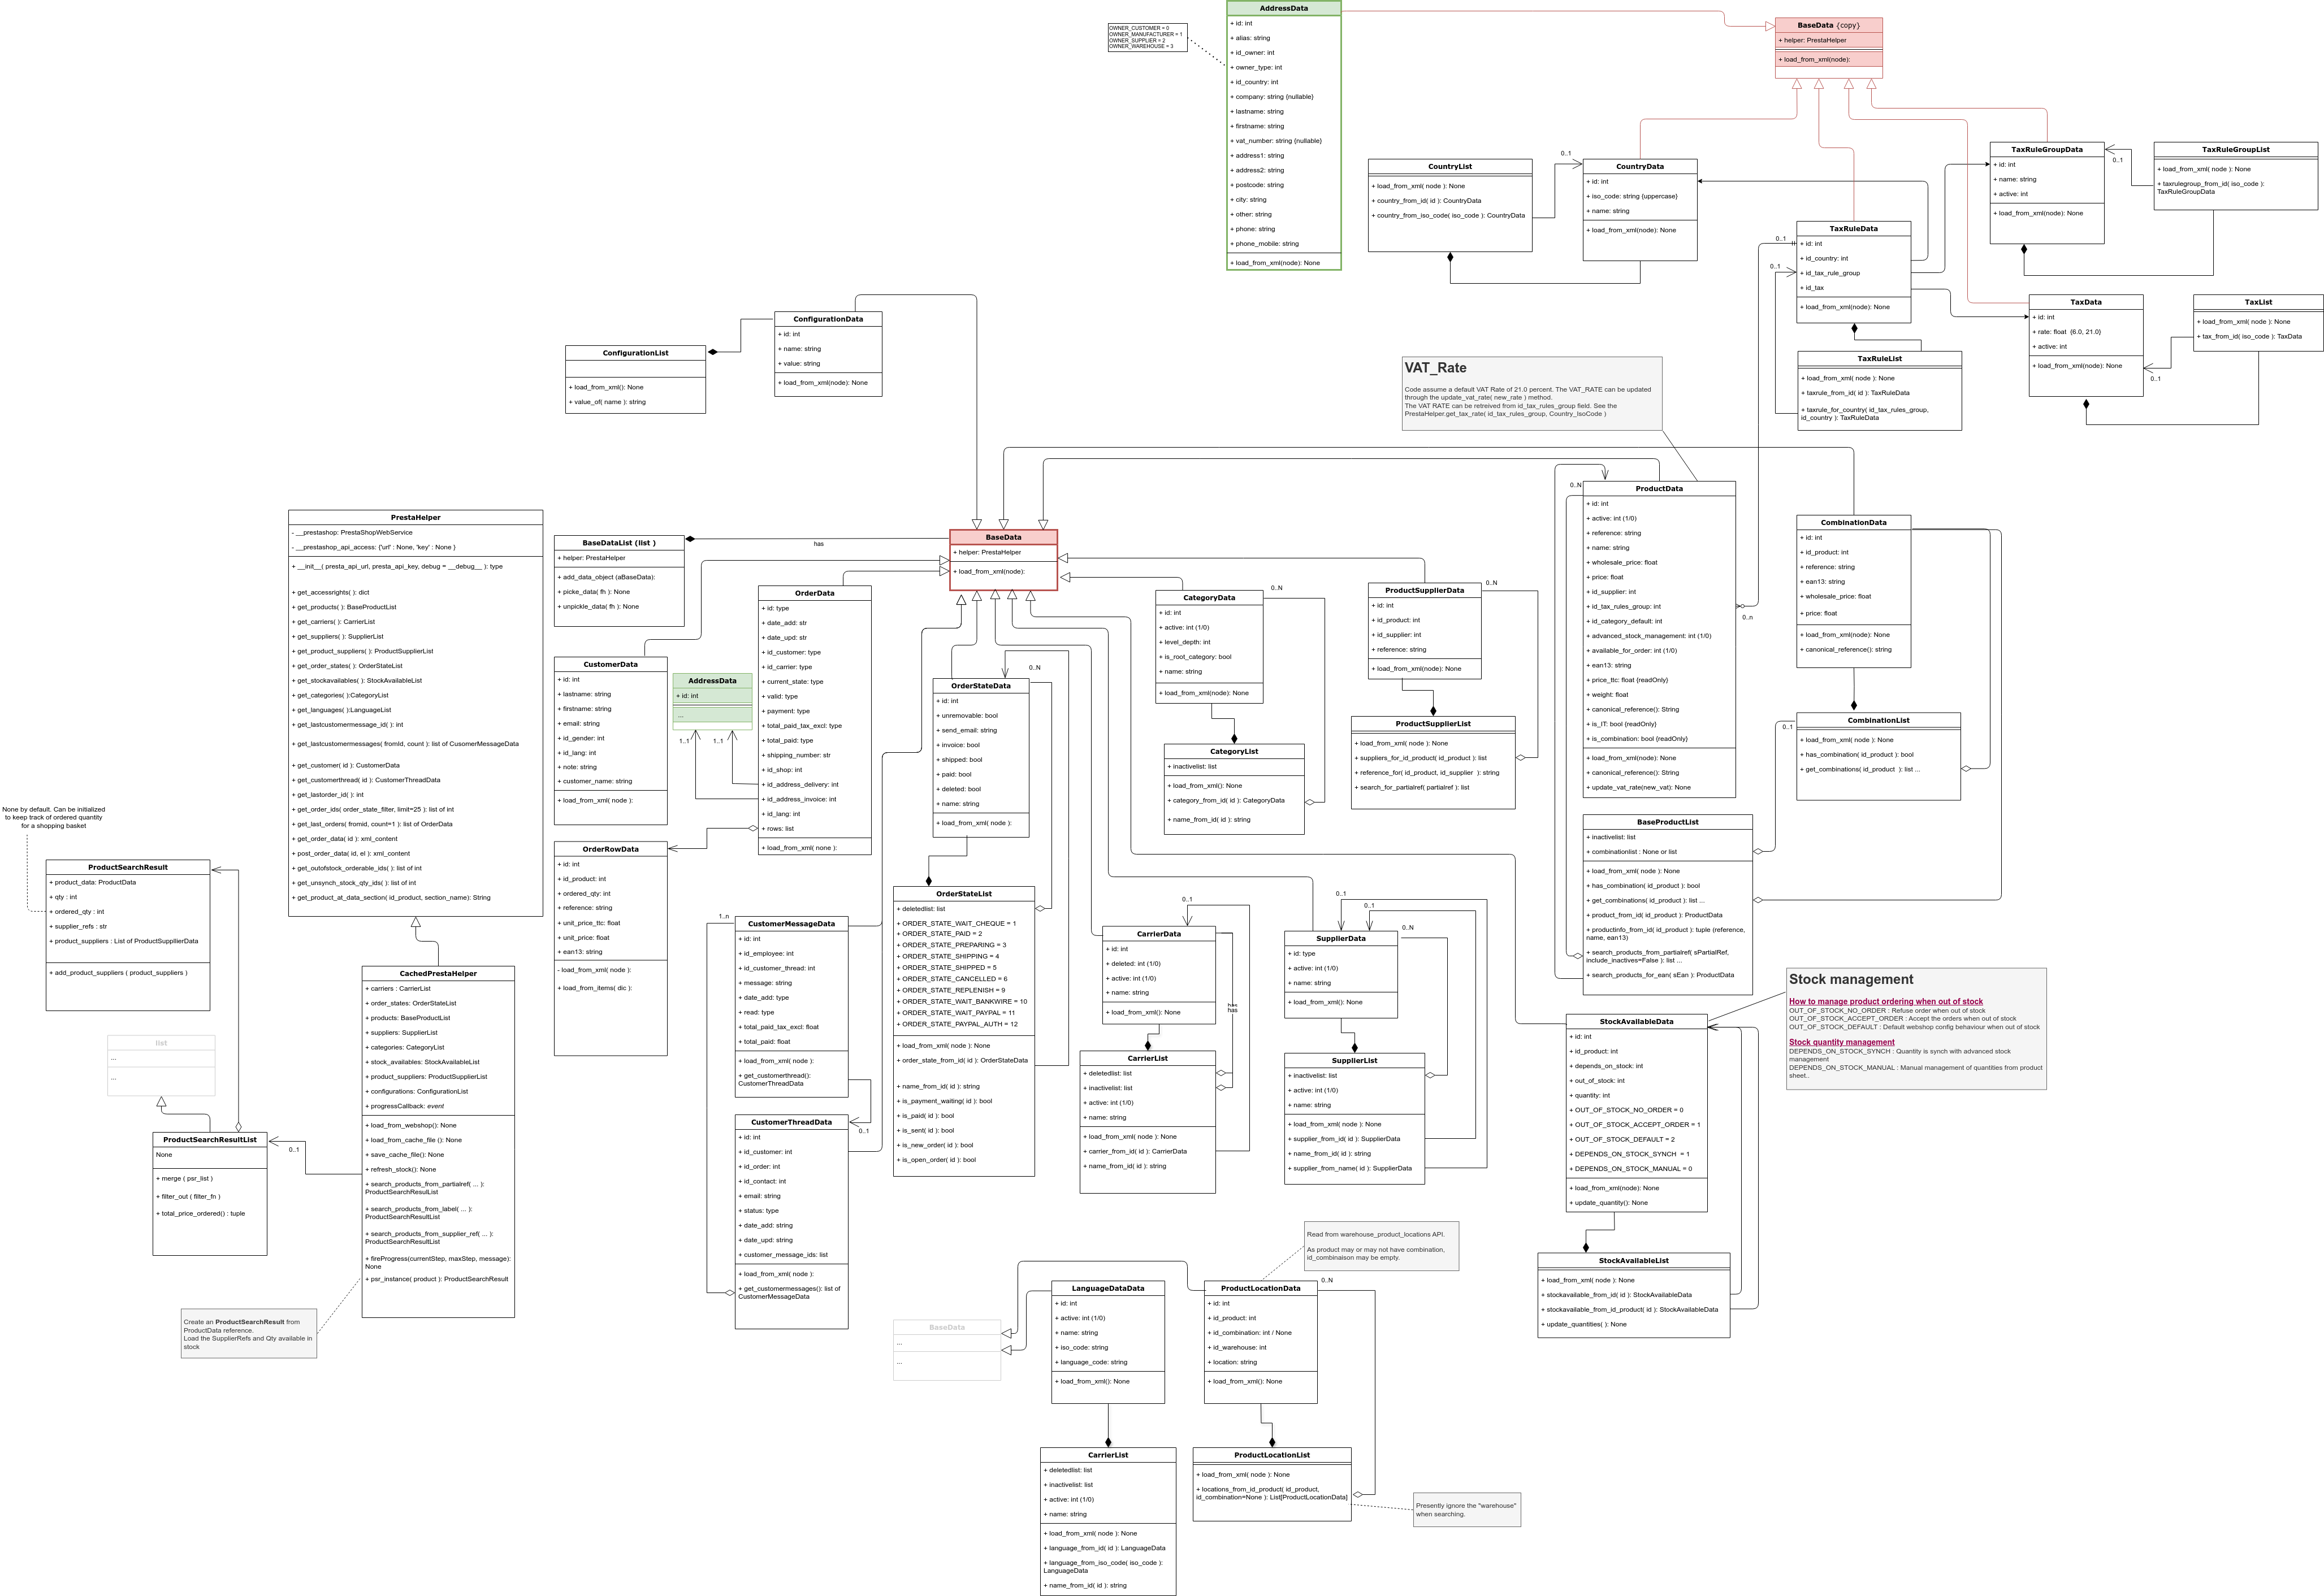 AddressData
+ id: int
+ alias: string
+ id_owner: int
+ owner_type: int
+ id_country: int
+ company: string {nullable}
+ lastname: string
+ firstname: string
+ vat_number: string {nullable}
+ address1: string
+ address2: string
+ postcode: string
+ city: string
+ other: string
+ phone: string
+ phone_mobile: string
+ load_from_xml(node): None
OWNER_CUSTOMER = 0
OWNER_MANUFACTURER = 1
OWNER_SUPPLIER = 2
OWNER_WAREHOUSE = 3
BaseData {copy}
+ helper: PrestaHelper
+ load_from_xml(node):
CountryList
+ load_from_xml( node ): None
+ country_from_id( id ): CountryData
+ country_from_iso_code( iso_code ): CountryData
0..1
CountryData
+ id: int
+ iso_code: string {uppercase}
+ name: string
+ load_from_xml(node): None
TaxRuleGroupData
+ id: int
+ name: string
+ active: int
+ load_from_xml(node): None
0..1
TaxRuleGroupList
+ load_from_xml( node ): None
+ taxrulegroup_from_id( iso_code ):
TaxRuleGroupData
TaxRuleData
+ id: int
+ id_country: int
+ id_tax_rule_group
+ id_tax
+ load_from_xml(node): None
0..1
0..1
TaxData
+ id: int
+ rate: float  {6.0, 21.0}
+ active: int
+ load_from_xml(node): None
0..1
TaxList
+ load_from_xml( node ): None
+ tax_from_id( iso_code ): TaxData
TaxRuleList
+ load_from_xml( node ): None
+ taxrule_from_id( id ): TaxRuleData
+ taxrule_for_country( id_tax_rules_group,
id_country ): TaxRuleData
ConfigurationData
+ id: int
+ name: string
+ value: string
+ load_from_xml(node): None
ConfigurationList
+ load_from_xml(): None
+ value_of( name ): string
VAT_Rate
Code assume a default VAT Rate of 21.0 percent. The VAT_RATE can be updated
through the update_vat_rate( new_rate ) method.
The VAT RATE can be retreived from id_tax_rules_group field. See the
PrestaHelper.get_tax_rate( id_tax_rules_group, Country_IsoCode )
PrestaHelper
- __prestashop: PrestaShopWebService
- __prestashop_api_access: {'url' : None, 'key' : None }
+ __init__( presta_api_url, presta_api_key, debug = __debug__ ): type
+ get_accessrights( ): dict
+ get_products( ): BaseProductList
+ get_carriers( ): CarrierList
+ get_suppliers( ): SupplierList
+ get_product_suppliers( ): ProductSupplierList
+ get_order_states( ): OrderStateList
+ get_stockavailables( ): StockAvailableList
+ get_categories( ):CategoryList
+ get_languages( ):LanguageList
+ get_lastcustomermessage_id( ): int
+ get_lastcustomermessages( fromId, count ): list of CusomerMessageData
+ get_customer( id ): CustomerData
+ get_customerthread( id ): CustomerThreadData
+ get_lastorder_id( ): int
+ get_order_ids( order_state_filter, limit=25 ): list of int
+ get_last_orders( fromid, count=1 ): list of OrderData
+ get_order_data( id ): xml_content
+ post_order_data( id, el ): xml_content
+ get_outofstock_orderable_ids( ): list of int
+ get_unsynch_stock_qty_ids( ): list of int
+ get_product_at_data_section( id_product, section_name): String
BaseDataList (list )
+ helper: PrestaHelper
+ add_data_object (aBaseData):
+ picke_data( fh ): None
+ unpickle_data( fh ): None
has
BaseData
+ helper: PrestaHelper
+ load_from_xml(node):
CustomerData
+ id: int
+ lastname: string
+ firstname: string
+ email: string
+ id_gender: int
+ id_lang: int
+ note: string
+ customer_name: string
+ load_from_xml( node ):
AddressData
+ id: int
...
1..1
1..1
OrderData
+ id: type
+ date_add: str
+ date_upd: str
+ id_customer: type
+ id_carrier: type
+ current_state: type
+ valid: type
+ payment: type
+ total_paid_tax_excl: type
+ total_paid: type
+ shipping_number: str
+ id_shop: int
+ id_address_delivery: int
+ id_address_invoice: int
+ id_lang: int
+ rows: list
+ load_from_xml( none ):
OrderStateData
+ id: int
+ unremovable: bool
+ send_email: string
+ invoice: bool
+ shipped: bool
+ paid: bool
+ deleted: bool
+ name: string
+ load_from_xml( node ):
0..N
CategoryData
+ id: int
+ active: int (1/0)
+ level_depth: int
+ is_root_category: bool
+ name: string
+ load_from_xml(node): None
0..N
CategoryList
+ inactivelist: list
+ load_from_xml(): None
+ category_from_id( id ): CategoryData
+ name_from_id( id ): string
ProductSupplierData
+ id: int
+ id_product: int
+ id_supplier: int
+ reference: string
+ load_from_xml(node): None
0..N
ProductSupplierList
+ load_from_xml( node ): None
+ suppliers_for_id_product( id_product ): list
+ reference_for( id_product, id_supplier  ): string
+ search_for_partialref( partialref ): list
0..N
ProductData
+ id: int
+ active: int (1/0)
+ reference: string
+ name: string
+ wholesale_price: float
+ price: float
+ id_supplier: int
+ id_tax_rules_group: int
+ id_category_default: int
+ advanced_stock_management: int (1/0)
+ available_for_order: int (1/0)
+ ean13: string
+ price_ttc: float {readOnly}
+ weight: float
+ canonical_reference(): String
+ is_IT: bool {readOnly}
+ is_combination: bool {readOnly}
+ load_from_xml(node): None
+ canonical_reference(): String
+ update_vat_rate(new_vat): None
0..n
CombinationData
+ id: int
+ id_product: int
+ reference: string
+ ean13: string
+ wholesale_price: float
+ price: float
+ load_from_xml(node): None
+ canonical_reference(): string
0..1
CombinationList
+ load_from_xml( node ): None
+ has_combination( id_product ): bool
+ get_combinations( id_product  ): list ...
BaseProductList
+ inactivelist: list
+ combinationlist : None or list
+ load_from_xml( node ): None
+ has_combination( id_product ): bool
+ get_combinations( id_product ): list ...
+ product_from_id( id_product ): ProductData
+ productinfo_from_id( id_product ): tuple (reference,
name, ean13)
+ search_products_from_partialref( sPartialRef,
include_inactives=False ): list ...
+ search_products_for_ean( sEan ): ProductData
None by default. Can be initialized
to keep track of ordered quantity
for a shopping basket
ProductSearchResult
+ product_data: ProductData
+ qty : int
+ ordered_qty : int
+ supplier_refs : str
+ product_suppliers : List of ProductSuppllierData
+ add_product_suppliers ( product_suppliers )
list
...
...
ProductSearchResultList
None
+ merge ( psr_list )
+ filter_out ( filter_fn )
+ total_price_ordered() : tuple
0..1
CachedPrestaHelper
+ carriers : CarrierList
+ order_states: OrderStateList
+ products: BaseProductList
+ suppliers: SupplierList
+ categories: CategoryList
+ stock_availables: StockAvailableList
+ product_suppliers: ProductSupplierList
+ configurations: ConfigurationList
+ progressCallback: event
+ load_from_webshop(): None
+ load_from_cache_file (): None
+ save_cache_file(): None
+ refresh_stock(): None
+ search_products_from_partialref( ... ):
ProductSearchResulList
+ search_products_from_label( ... ):
ProductSearchResultList
+ search_products_from_supplier_ref( ... ):
ProductSearchResultList
+ fireProgress(currentStep, maxStep, message):
None
+ psr_instance( product ): ProductSearchResult
Create an ProductSearchResult from
ProductData reference.
Load the SupplierRefs and Qty available in
stock
OrderRowData
+ id: int
+ id_product: int
+ ordered_qty: int
+ reference: string
+ unit_price_ttc: float
+ unit_price: float
+ ean13: string
- load_from_xml( node ):
+ load_from_items( dic ):
1..n
CustomerMessageData
+ id: int
+ id_employee: int
+ id_customer_thread: int
+ message: string
+ date_add: type
+ read: type
+ total_paid_tax_excl: float
+ total_paid: float
+ load_from_xml( node ):
+ get_customerthread():
CustomerThreadData
0..1
CustomerThreadData
+ id: int
+ id_customer: int
+ id_order: int
+ id_contact: int
+ email: string
+ status: type
+ date_add: string
+ date_upd: string
+ customer_message_ids: list
+ load_from_xml( node ):
+ get_customermessages(): list of
CustomerMessageData
OrderStateList
+ deletedlist: list
+ ORDER_STATE_WAIT_CHEQUE = 1
+ ORDER_STATE_PAID = 2
+ ORDER_STATE_PREPARING = 3
+ ORDER_STATE_SHIPPING = 4
+ ORDER_STATE_SHIPPED = 5
+ ORDER_STATE_CANCELLED = 6
+ ORDER_STATE_REPLENISH = 9
+ ORDER_STATE_WAIT_BANKWIRE = 10
+ ORDER_STATE_WAIT_PAYPAL = 11
+ ORDER_STATE_PAYPAL_AUTH = 12
+ load_from_xml( node ): None
+ order_state_from_id( id ): OrderStateData
+ name_from_id( id ): string
+ is_payment_waiting( id ): bool
+ is_paid( id ): bool
+ is_sent( id ): bool
+ is_new_order( id ): bool
+ is_open_order( id ): bool
0..1
CarrierData
+ id: int
+ deleted: int (1/0)
+ active: int (1/0)
+ name: string
+ load_from_xml(): None
has
has
CarrierList
+ deletedlist: list
+ inactivelist: list
+ active: int (1/0)
+ name: string
+ load_from_xml( node ): None
+ carrier_from_id( id ): CarrierData
+ name_from_id( id ): string
0..1
0..1
0..N
SupplierData
+ id: type
+ active: int (1/0)
+ name: string
+ load_from_xml(): None
SupplierList
+ inactivelist: list
+ active: int (1/0)
+ name: string
+ load_from_xml( node ): None
+ supplier_from_id( id ): SupplierData
+ name_from_id( id ): string
+ supplier_from_name( id ): SupplierData
StockAvailableData
+ id: int
+ id_product: int
+ depends_on_stock: int
+ out_of_stock: int
+ quantity: int
+ OUT_OF_STOCK_NO_ORDER = 0
+ OUT_OF_STOCK_ACCEPT_ORDER = 1
+ OUT_OF_STOCK_DEFAULT = 2
+ DEPENDS_ON_STOCK_SYNCH  = 1
+ DEPENDS_ON_STOCK_MANUAL = 0
+ load_from_xml(node): None
+ update_quantity(): None
StockAvailableList
+ load_from_xml( node ): None
+ stockavailable_from_id( id ): StockAvailableData
+ stockavailable_from_id_product( id ): StockAvailableData
+ update_quantities( ): None
Stock management
How to manage product ordering when out of stock
OUT_OF_STOCK_NO_ORDER : Refuse order when out of stock
OUT_OF_STOCK_ACCEPT_ORDER : Accept the orders when out of stock
OUT_OF_STOCK_DEFAULT : Default webshop config behaviour when out of stock
Stock quantity management
DEPENDS_ON_STOCK_SYNCH : Quantity is synch with advanced stock
management
DEPENDS_ON_STOCK_MANUAL : Manual management of quantities from product
sheet..
Read from warehouse_product_locations API.
As product may or may not have combination,
id_combinaison may be empty.
BaseData
...
...
LanguageDataData
+ id: int
+ active: int (1/0)
+ name: string
+ iso_code: string
+ language_code: string
+ load_from_xml(): None
ProductLocationData
+ id: int
+ id_product: int
+ id_combination: int / None
+ id_warehouse: int
+ location: string
+ load_from_xml(): None
0..N
CarrierList
+ deletedlist: list
+ inactivelist: list
+ active: int (1/0)
+ name: string
+ load_from_xml( node ): None
+ language_from_id( id ): LanguageData
+ language_from_iso_code( iso_code ):
LanguageData
+ name_from_id( id ): string
ProductLocationList
+ load_from_xml( node ): None
+ locations_from_id_product( id_product,
id_combination=None ): List[ProductLocationData]
Presently ignore the "warehouse"
when searching.